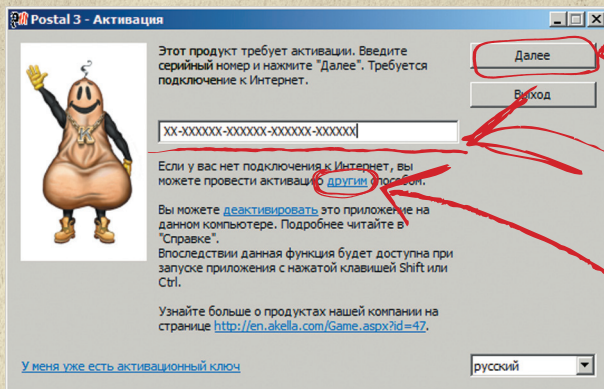 Postal 3 - Активация
Этот продукт требует активации. Введите
серийный номер и нажмите "Далее". Требуется
подключение к Интернет.
Далее
Выход
XX-XXXXXX-XXXXXX-XXXXXX-XXXXXX
Если у вас нет подключения к Интернет, вы
можете провести активацию другим способом.
Вы можете деактивировать это приложение на
данном компьютере. Подробнее читайте в
"Справке".
Впоследствии данная функция будет доступна при
запуске приложения с нажатой клавишей Shift или
Ctrl.
Узнайте больше о продуктах нашей компании на
странице http://en.akella.com/Game.aspx?id=47.
У меня уже есть активационный ключ
русский